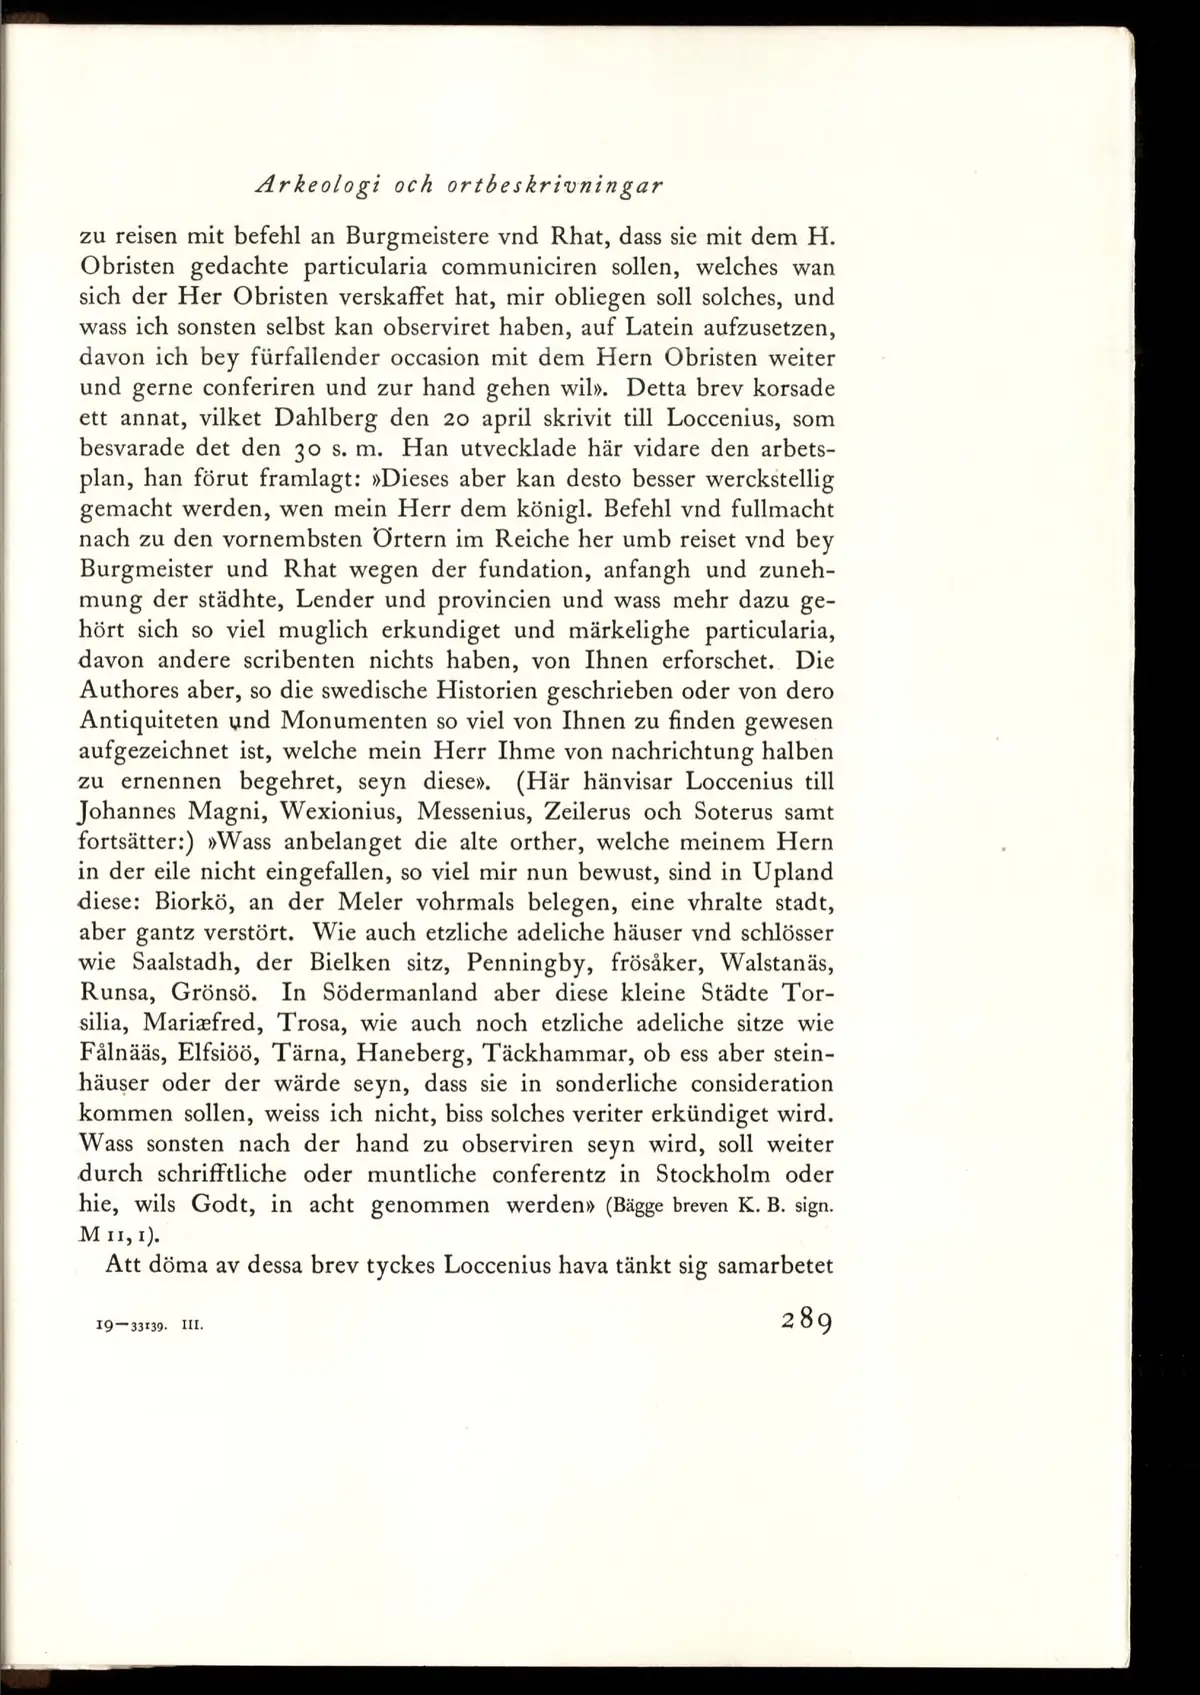 Arkeologi och ortbeskrivningar
zu reisen mit befehl an Burgmeistere vnd Rhat, dass sie mit dem H.
Obristen gedachte particularia communiciren sollen, welches wan
sich der Her Obristen verskaffet hat, mir obliegen soll solches, und
wass ich sonsten selbst kan observiret haben, auf Latein aufzusetzen,
davon ich bey fürfallender occasion mit dem Hern Obristen weiter
und gerne conferiren und zur hand gehen wil». Detta brev korsade
ett annat, vilket Dahlberg den 20 april skrivit till Loccenius, som
besvarade det den 30 s. m. Han utvecklade här vidare den arbets-
plan, han förut framlagt: »Dieses aber kan desto besser werckstellig
gemacht werden, wen mein Herr dem königl. Befehl vnd fullmacht
nach zu den vornembsten Örtern im Reiche her umb reiset vnd bey
Burgmeister und Rhat wegen der fundation, anfangh und zuneh-
mung der städhte, Lender und provincien und wass mehr dazu ge-
hört sich so viel muglich erkundiget und märkelighe particularia,
davon andere scribenten nichts haben, von Ihnen erforschet. Die
Authores aber, so die swedische Historien geschrieben oder von dero
Antiquiteten und Monumenten so viel von Ihnen zu finden gewesen
aufgezeichnet ist, welche mein Herr Ihme von nachrichtung halben
zu ernennen begehret, seyn diese». (Här hänvisar Loccenius till
Johannes Magni, Wexionius, Messenius, Zeilerus och Soterus samt
fortsätter:) »Wass anbelanget die alte orther, welche meinem Hern
in der eile nicht eingefallen, so viel mir nun bewust, sind in Upland
diese: Biorkö, an der Meler vohrmals belegen, eine vhralte stadt,
aber gantz verstört. Wie auch etzliche adeliche häuser vnd schlösser
wie Saalstadh, der Bielken sitz, Penningby, frösåker, Walstanäs,
Runsa, Grönsö. In Södermanland aber diese kleine Städte Tor-
silia, Mariæfred, Trosa, wie auch noch etzliche adeliche sitze wie
Fålnääs, Elfsiöö, Tärna, Haneberg, Täckhammar, ob ess aber stein-
häuser oder der wärde seyn, dass sie in sonderliche consideration
kommen sollen, weiss ich nicht, biss solches veriter erkündiget wird.
Wass sonsten nach der hand zu observiren seyn wird, soll weiter
durch schrifftliche oder muntliche conferentz in Stockholm oder
hie, wils Godt, in acht genommen werden» (Bägge breven K. B. sign.
M 11, 1).
Att döma av dessa brev tyckes Loccenius hava tänkt sig samarbetet
19—33139. III.
289